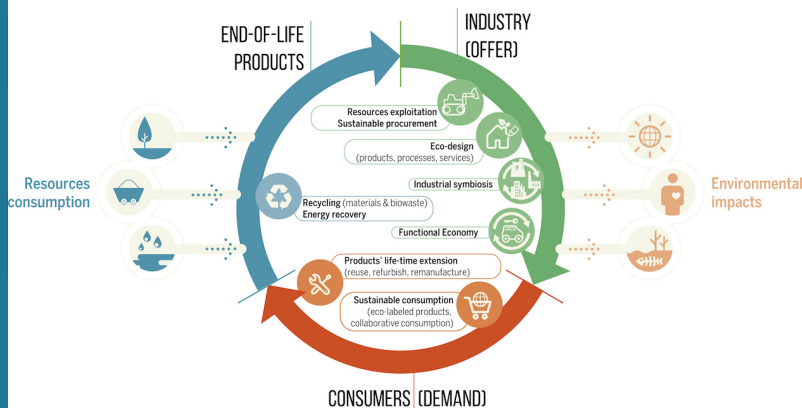 END-OF-LIFE
PRODUCTS
INDUSTRY
(OFFER)
Resources exploitation
Sustainable procurement
Eco-design
(products, processes, services)
Industrial symbiosis
Functional Economy
Recycling (materials & biowaste)
Energy recovery
Products' life-time extension
(reuse, refurbish, remanufacture)
Sustainable consumption
(eco-labeled products,
collaborative consumption)
Resources
consumption
Environmental
impacts
CONSUMERS (DEMAND)